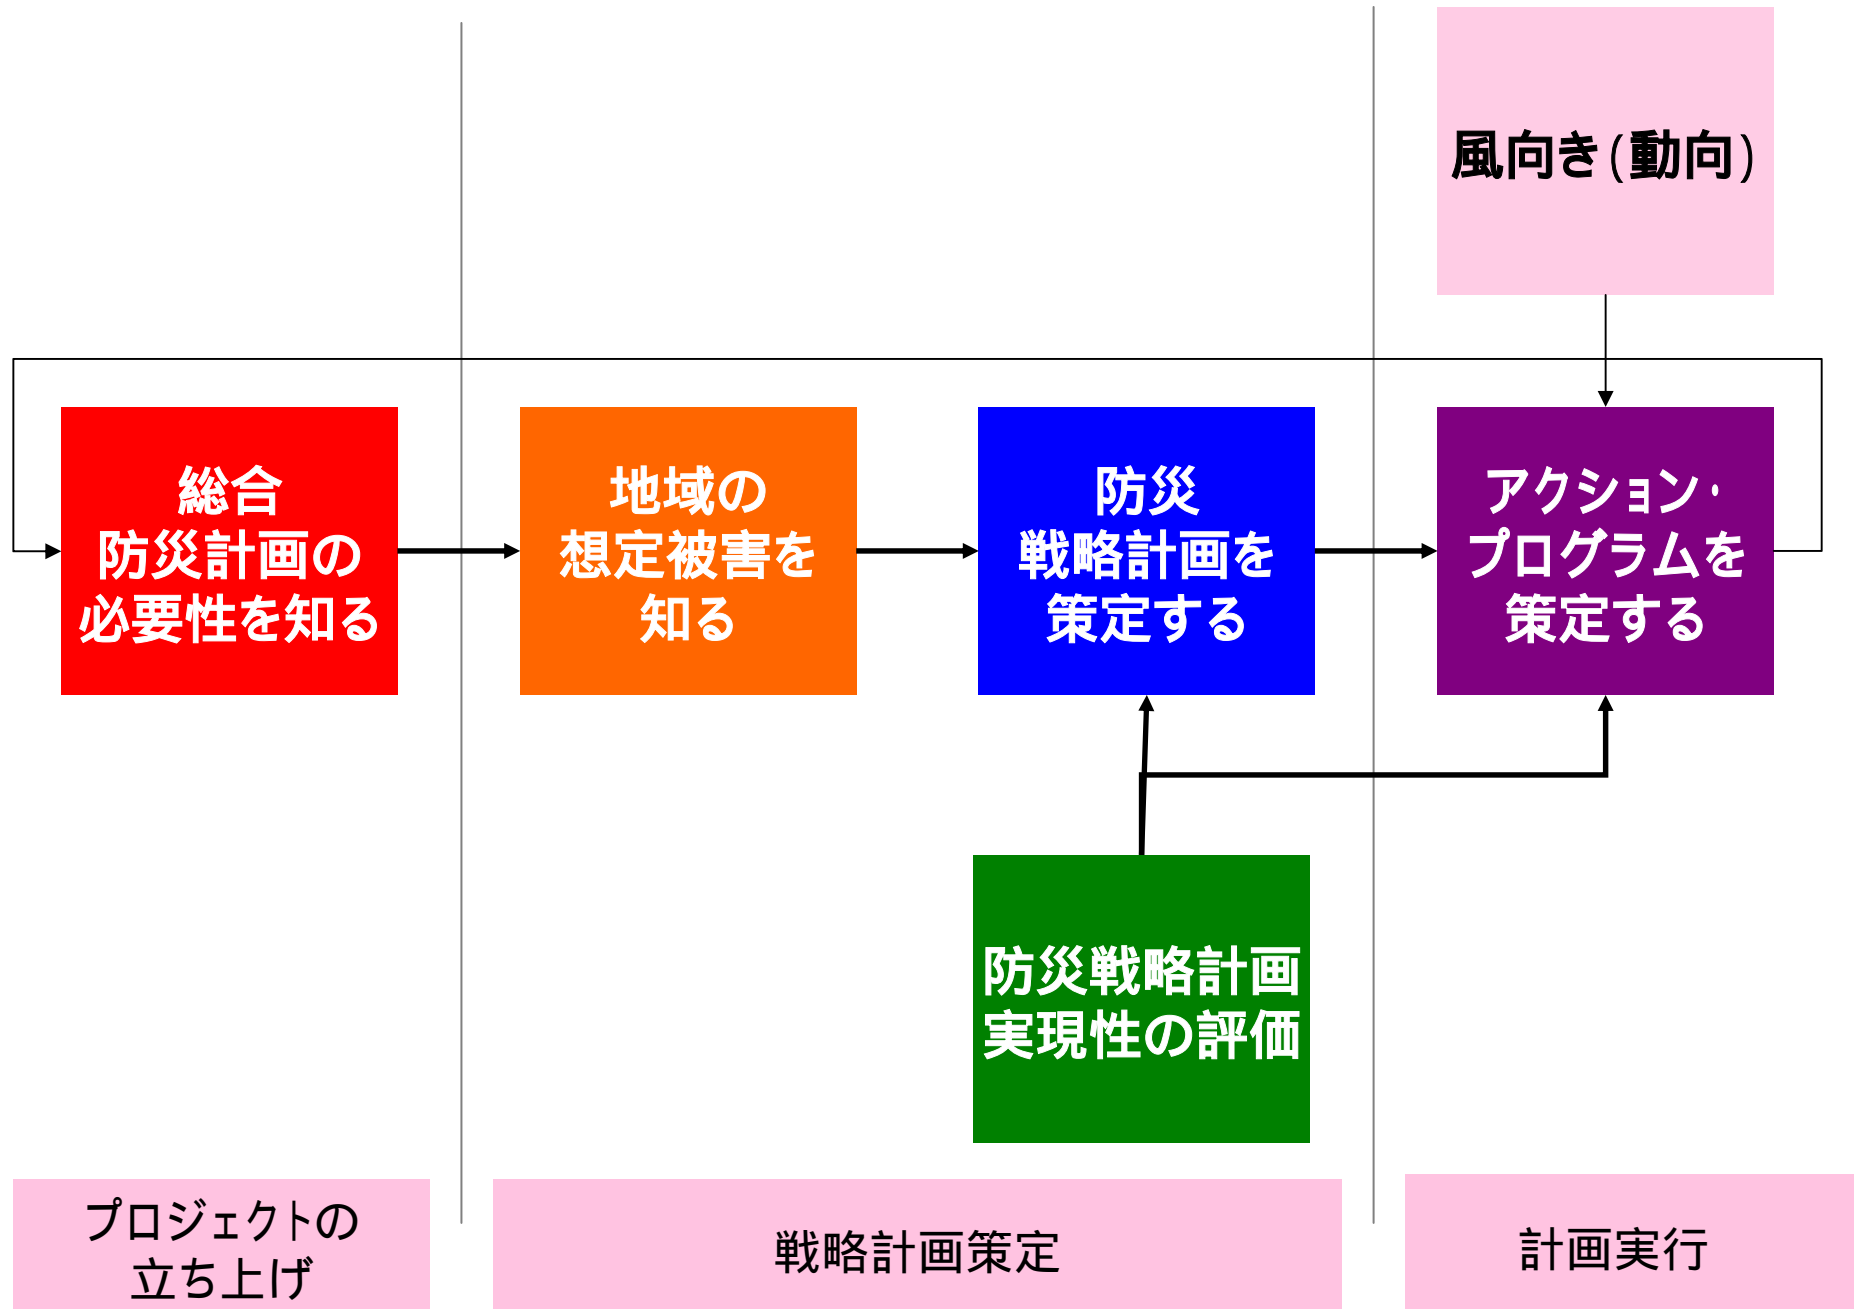 風向き(動向)
総合
防災計画の
必要性を知る
地域の
想定被害を
知る
防災
戦略計画を
策定する
アクション・
プログラムを
策定する
防災戦略計画
実現性の評価
プロジェクトの
立ち上げ
戦略計画策定
計画実行